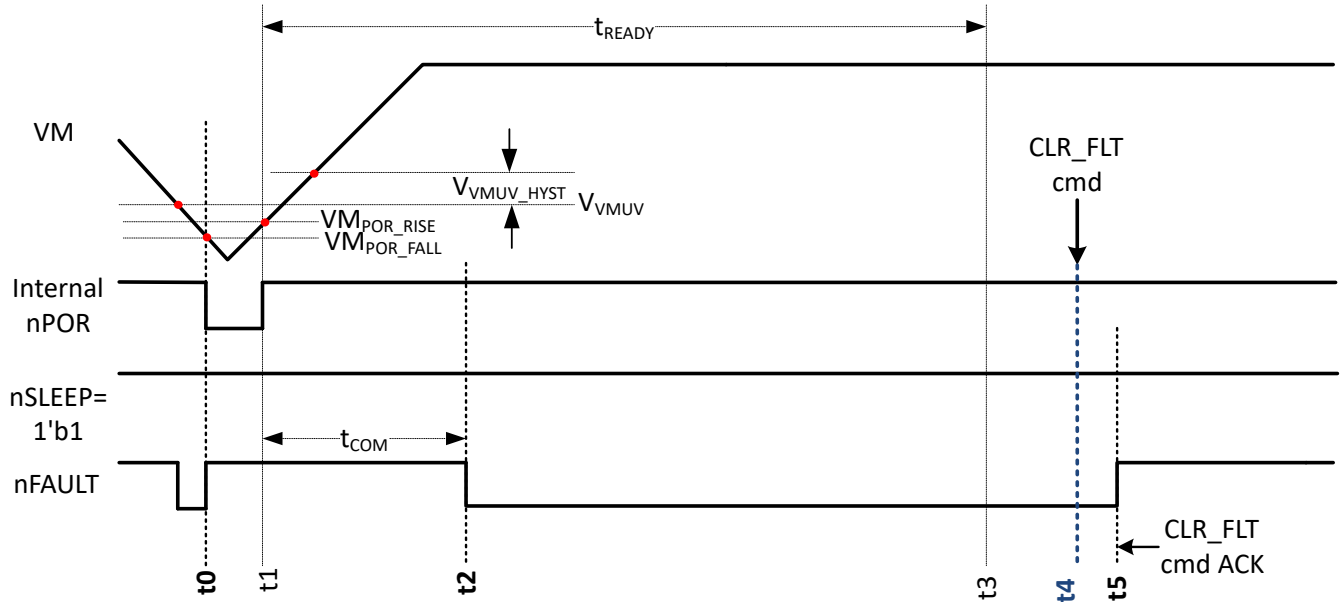 tREADY
VM
CLR_FLT
cmd
VVMUV_HYST
VVMUV
VMPOR_RISE
VMPOR_FALL
Internal
nPOR
nSLEEP=
1'b1
tCOM
nFAULT
CLR_FLT
cmd ACK
t0
t1
t2
t3
t4
t5